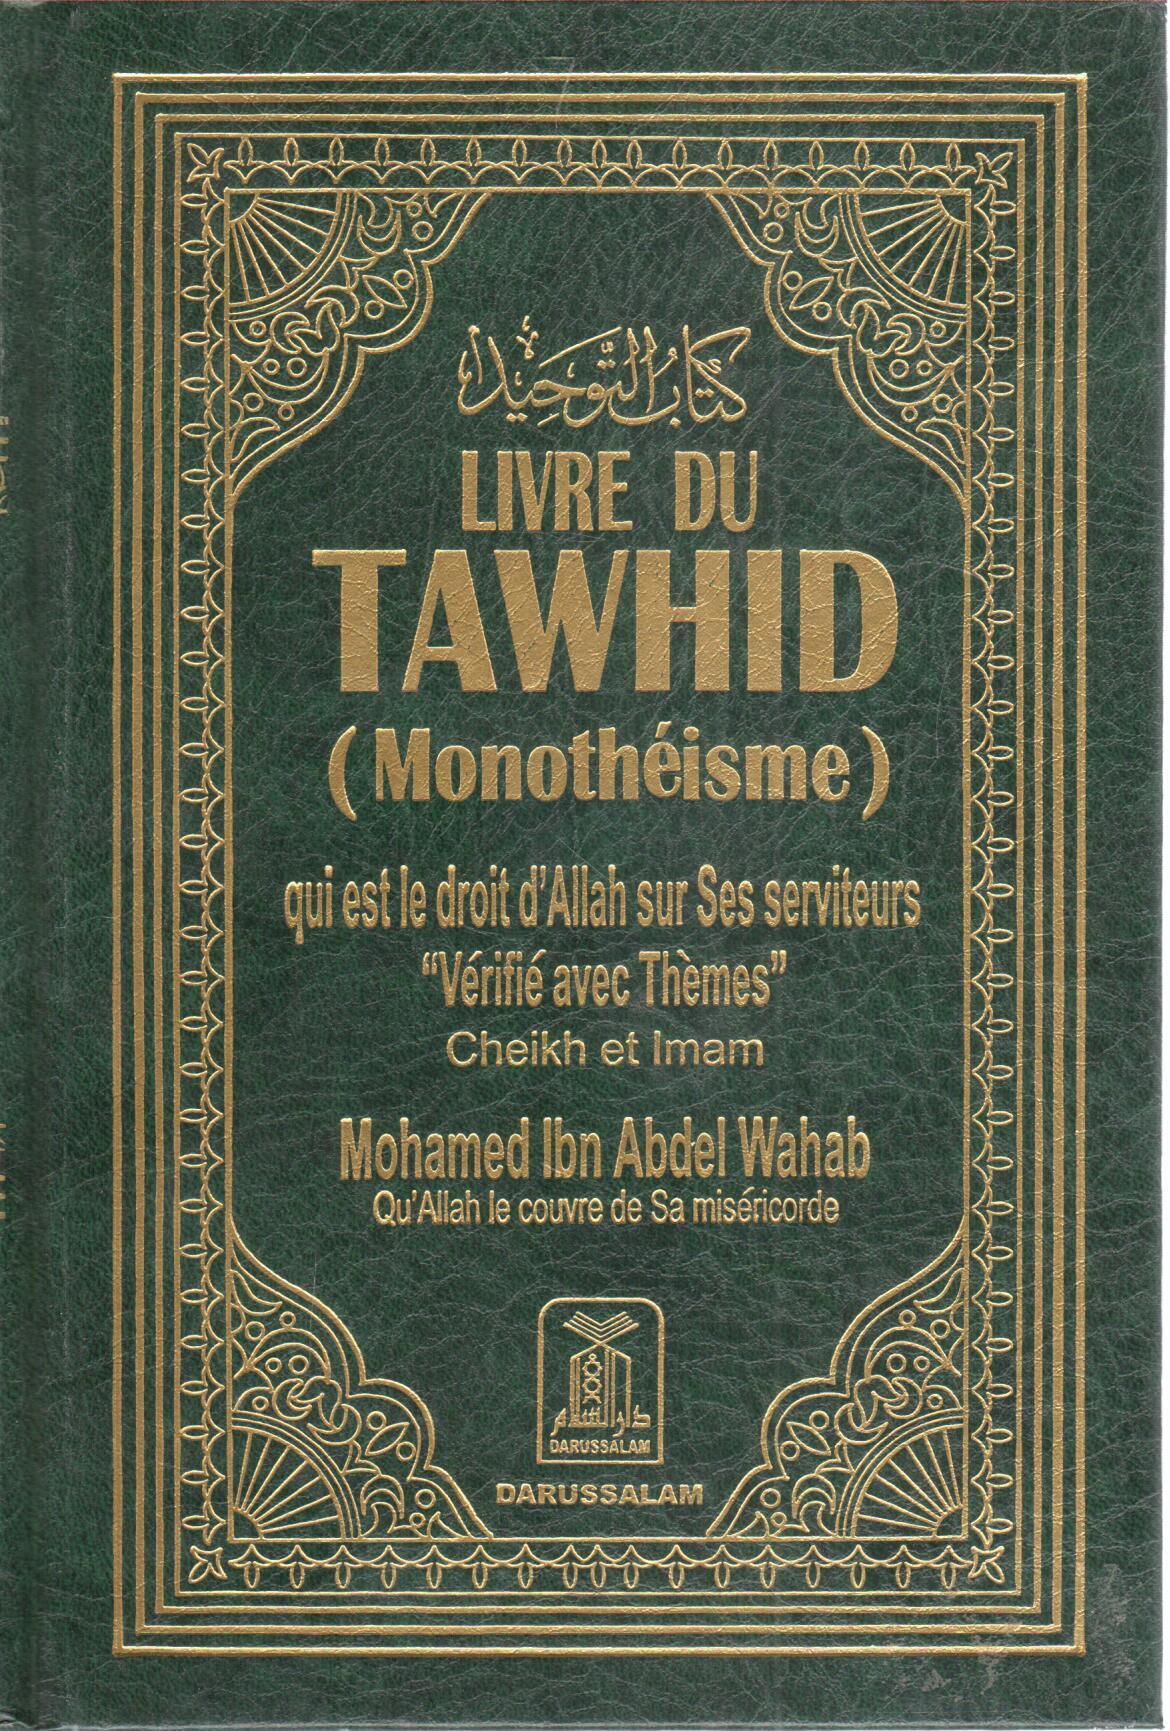 كتاب التوحيد
LIVRE DU
TAWHID
(Monothéisme)
qui est le droit d'Allah sur Ses serviteurs
“Vérifié avec Thèmes”
Cheikh et Imam
Mohamed Ibn Abdel Wahab
Qu'Allah le couvre de Sa miséricorde
دار السلام
DARUSSALAM
DARUSSALAM